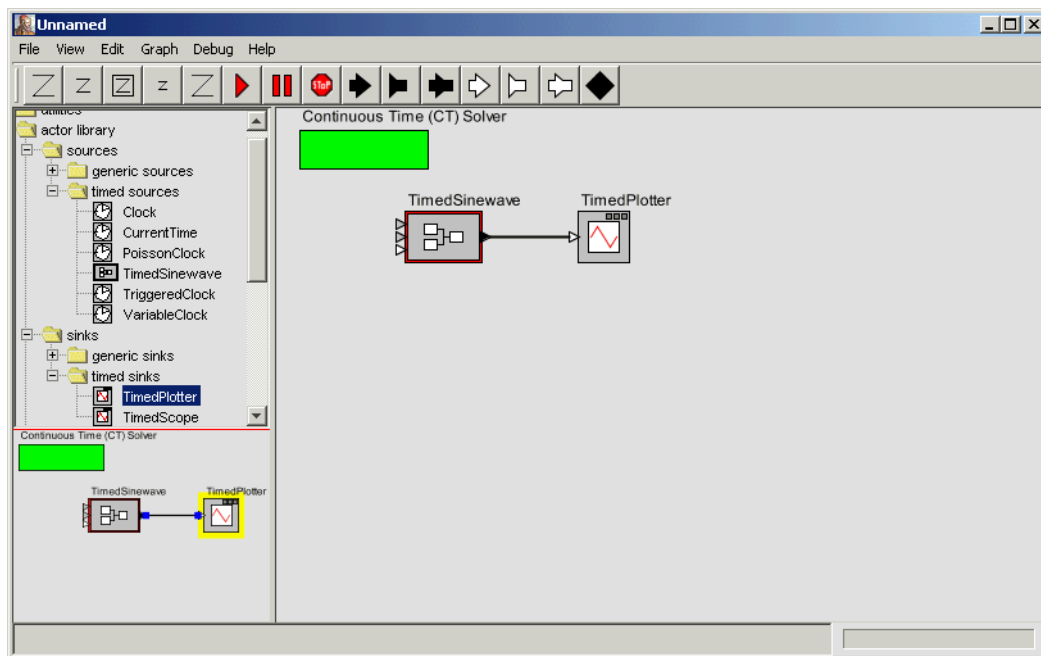 Unnamed
File View Edit Graph Debug Help
Z Z Z Z Z STOP
utilities
actor library
sources
generic sources
timed sources
Clock
CurrentTime
PoissonClock
TimedSinewave
TriggeredClock
VariableClock
sinks
generic sinks
timed sinks
TimedPlotter
TimedScope
Continuous Time (CT) Solver
TimedSinewave TimedPlotter
Continuous Time (CT) Solver
TimedSinewave TimedPlotter